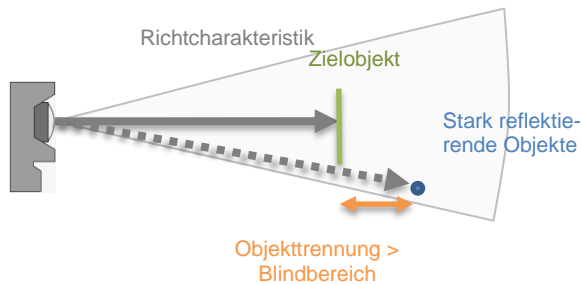 Richtcharakteristik
Zielobjekt
Stark reflektie-
rende Objekte
Objekttrennung >
Blindbereich